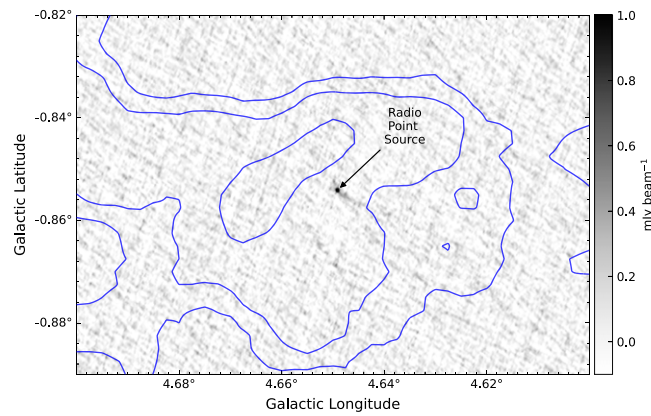 -0.82°
-0.84°
-0.86°
-0.88°
Galactic Latitude
Radio
Point
Source
4.68
4.66
4.64
4.62
Galactic Longitude
1.0
0.8
0.6
0.4
0.2
0.0
mJy beam⁻¹